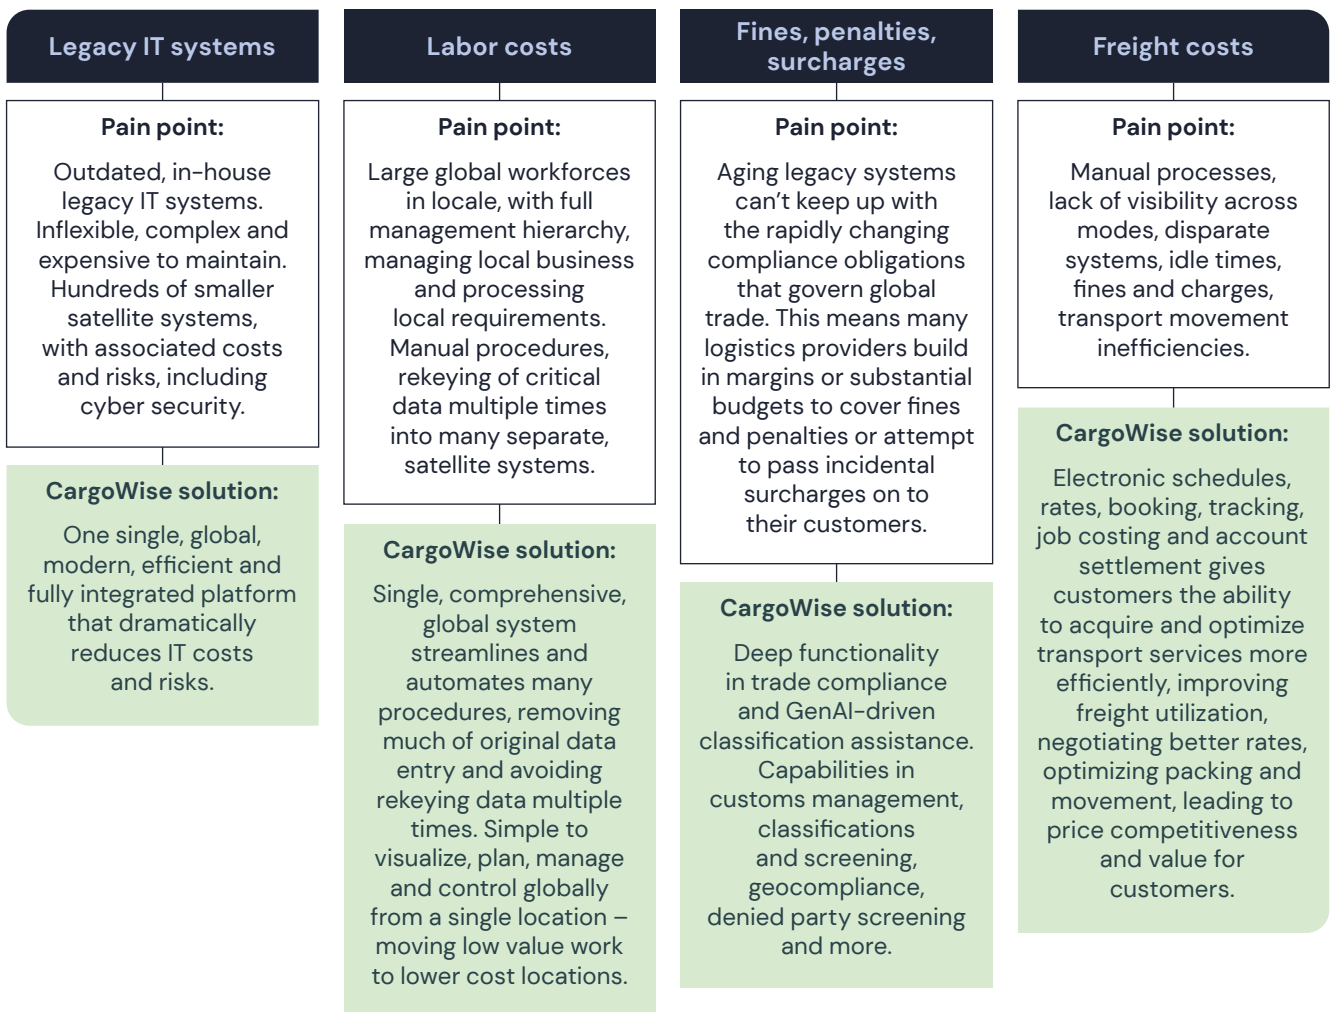 Legacy IT systems
Pain point:
Outdated, in-house
legacy IT systems.
Inflexible, complex and
expensive to maintain.
Hundreds of smaller
satellite systems,
with associated costs
and risks, including
cyber security.
CargoWise solution:
One single, global,
modern, efficient and
fully integrated platform
that dramatically
reduces IT costs
and risks.
Labor costs
Pain point:
Large global workforces
in locale, with full
management hierarchy,
managing local business
and processing
local requirements.
Manual procedures,
rekeying of critical
data multiple times
into many separate,
satellite systems.
CargoWise solution:
Single, comprehensive,
global system
streamlines and
automates many
procedures, removing
much of original data
entry and avoiding
rekeying data multiple
times. Simple to
visualize, plan, manage
and control globally
from a single location –
moving low value work
to lower cost locations.
Fines, penalties,
surcharges
Pain point:
Aging legacy systems
can’t keep up with
the rapidly changing
compliance obligations
that govern global
trade. This means many
logistics providers build
in margins or substantial
budgets to cover fines
and penalties or attempt
to pass incidental
surcharges on to
their customers.
CargoWise solution:
Deep functionality
in trade compliance
and GenAI-driven
classification assistance.
Capabilities in
customs management,
classifications
and screening,
geocompliance,
denied party screening
and more.
Freight costs
Pain point:
Manual processes,
lack of visibility across
modes, disparate
systems, idle times,
fines and charges,
transport movement
inefficiencies.
CargoWise solution:
Electronic schedules,
rates, booking, tracking,
job costing and account
settlement gives
customers the ability
to acquire and optimize
transport services more
efficiently, improving
freight utilization,
negotiating better rates,
optimizing packing and
movement, leading to
price competitiveness
and value for
customers.